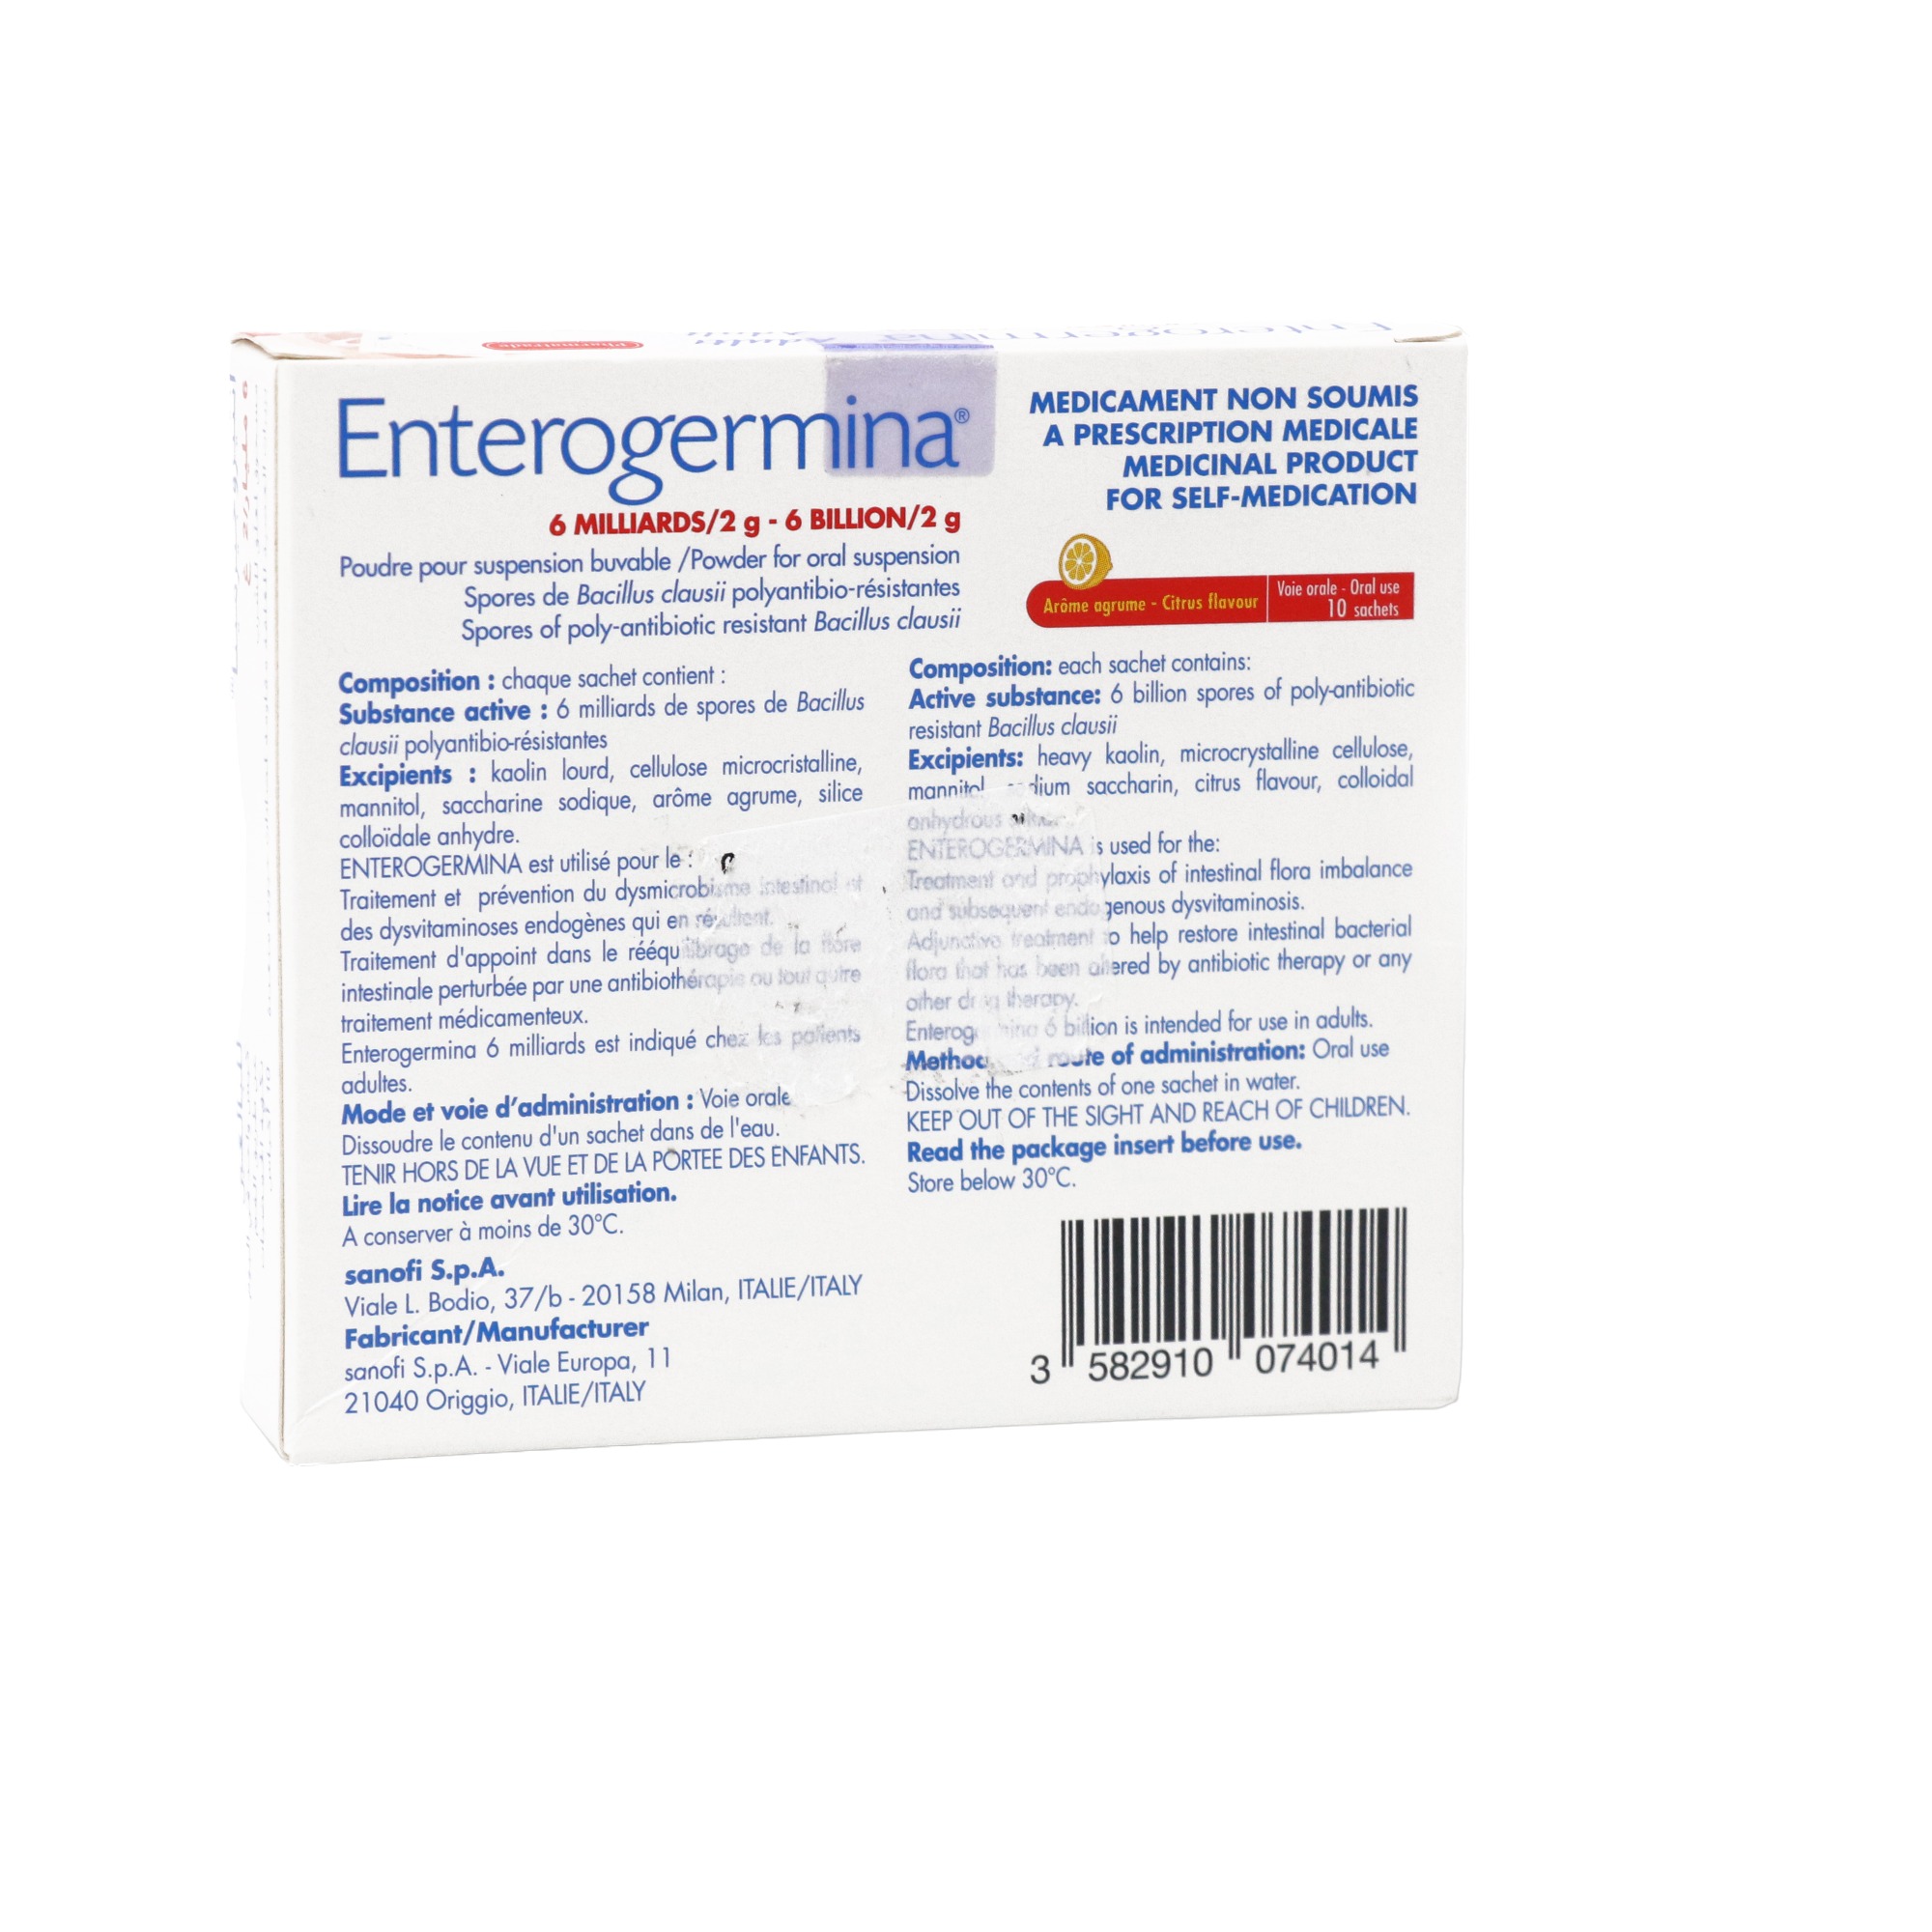 Enterogermina®
6 MILLIARDS/2 g - 6 BILLION/2 g
Poudre pour suspension buvable /Powder for oral suspension
Spores de Bacillus clausii polyantibio-résistantes
Spores of poly-antibiotic resistant Bacillus clausii
MEDICAMENT NON SOUMIS
A PRESCRIPTION MEDICALE
MEDICINAL PRODUCT
FOR SELF-MEDICATION
Arôme agrume - Citrus flavour
Voie orale - Oral use
10 sachets
Composition : chaque sachet contient :
Substance active : 6 milliards de spores de Bacillus
clausii polyantibio-résistantes
Excipients : kaolin lourd, cellulose microcristalline,
mannitol, saccharine sodique, arôme agrume, silice
colloïdale anhydre.
ENTEROGERMINA est utilisé pour le :
Traitement et prévention du dysmicrobisme intestinal et
des dysvitaminoses endogènes qui en résultent.
Traitement d'appoint dans le rééquilibrage de la flore
intestinale perturbée par une antibiothérapie ou tout autre
traitement médicamenteux.
Enterogermina 6 milliards est indiqué chez les patients
adultes.
Mode et voie d'administration : Voie orale
Dissoudre le contenu d'un sachet dans de l'eau.
TENIR HORS DE LA VUE ET DE LA PORTEE DES ENFANTS.
Lire la notice avant utilisation.
A conserver à moins de 30°C.
sanofi S.p.A.
Viale L. Bodio, 37/b - 20158 Milan, ITALIE/ITALY
Fabricant/Manufacturer
sanofi S.p.A. - Viale Europa, 11
21040 Origgio, ITALIE/ITALY
Composition: each sachet contains:
Active substance: 6 billion spores of poly-antibiotic
resistant Bacillus clausii
Excipients: heavy kaolin, microcrystalline cellulose,
mannitol sodium saccharin, citrus flavour, colloidal
anhydrous
ENTEROGERMINA is used for the:
Treatment and prophylaxis of intestinal flora imbalance
and subsequent endogenous dysvitaminosis.
Adjunctive treatment to help restore intestinal bacterial
flora that has been altered by antibiotic therapy or any
other drug therapy.
Enterogermina 6 billion is intended for use in adults.
Method route of administration: Oral use
Dissolve the contents of one sachet in water.
KEEP OUT OF THE SIGHT AND REACH OF CHILDREN.
Read the package insert before use.
Store below 30°C.
3 582910 074014